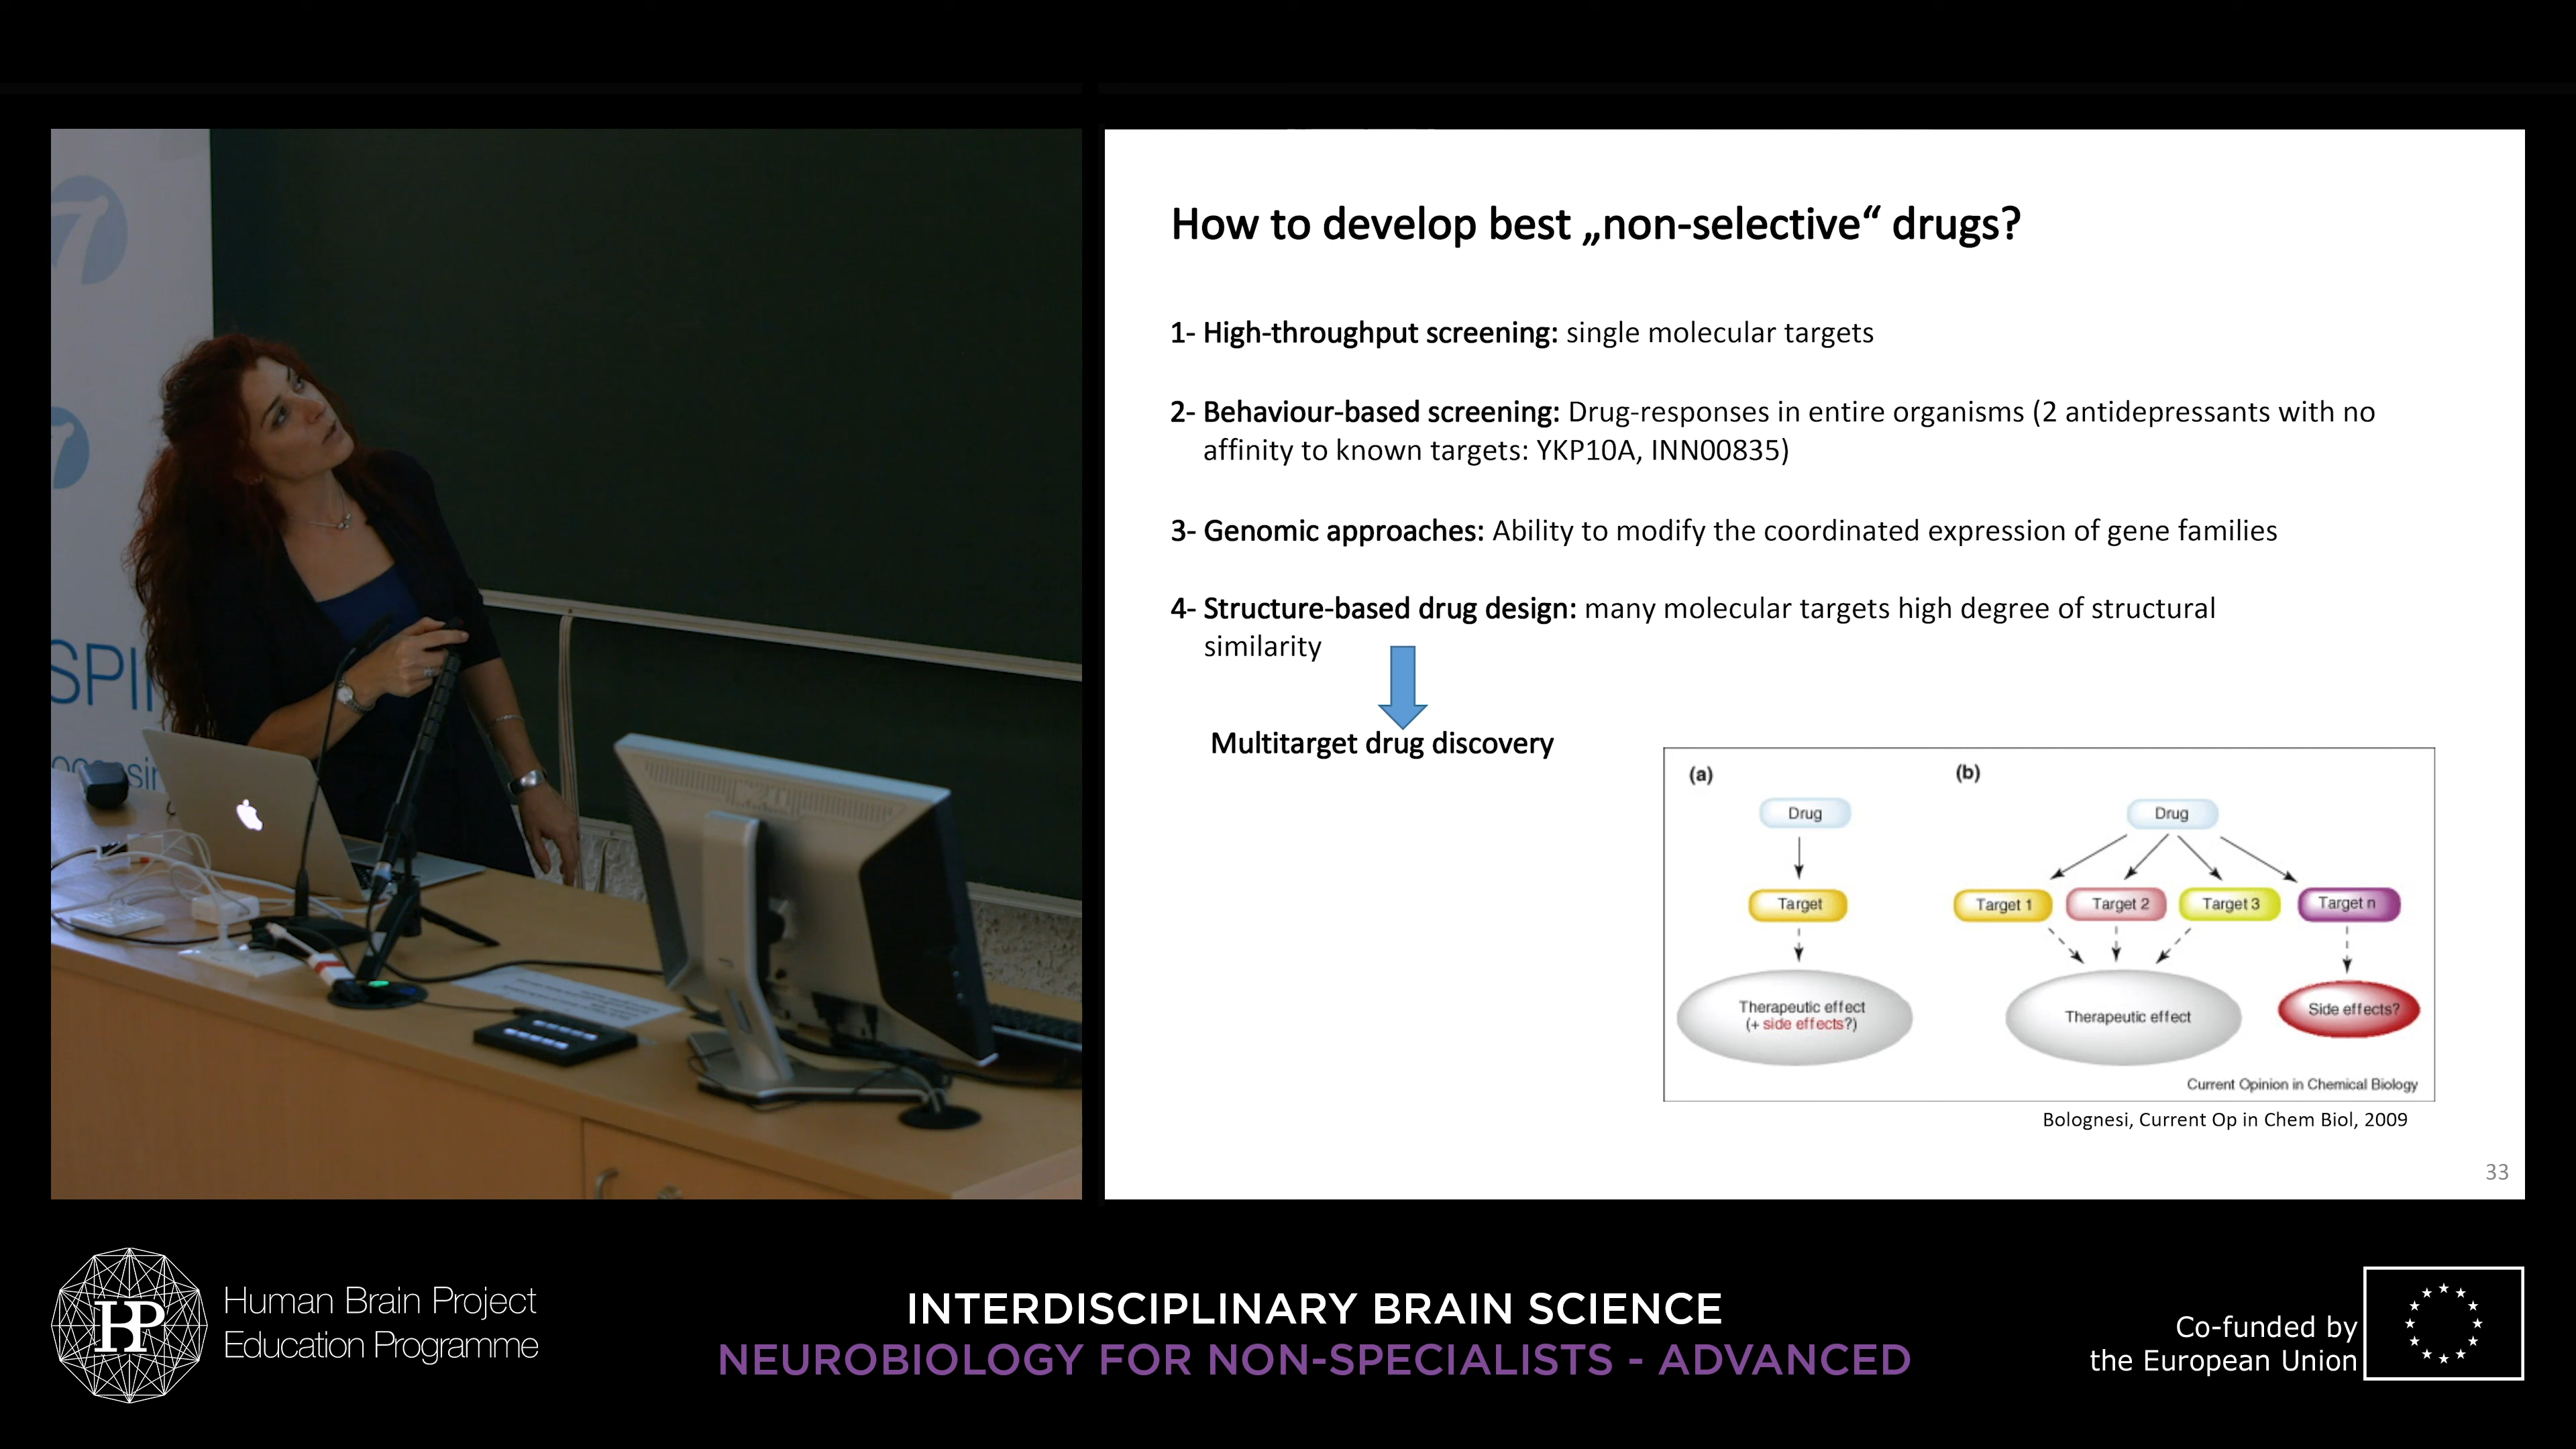 SPI
How to develop best „non-selective“ drugs?
1- High-throughput screening: single molecular targets
2- Behaviour-based screening: Drug-responses in entire organisms (2 antidepressants with no
affinity to known targets: YKP10A, INN00835)
3- Genomic approaches: Ability to modify the coordinated expression of gene families
4- Structure-based drug design: many molecular targets high degree of structural
similarity
Multitarget drug discovery
(a)
(b)
Drug
Drug
Target
Target 1
Target 2
Target 3
Target n
Therapeutic effect
(+ side effects?)
Therapeutic effect
Side effects?
Current Opinion in Chemical Biology
Bolognesi, Current Op in Chem Biol, 2009
33
HBP
Human Brain Project
Education Programme
INTERDISCIPLINARY BRAIN SCIENCE
NEUROBIOLOGY FOR NON-SPECIALISTS - ADVANCED
Co-funded by
the European Union